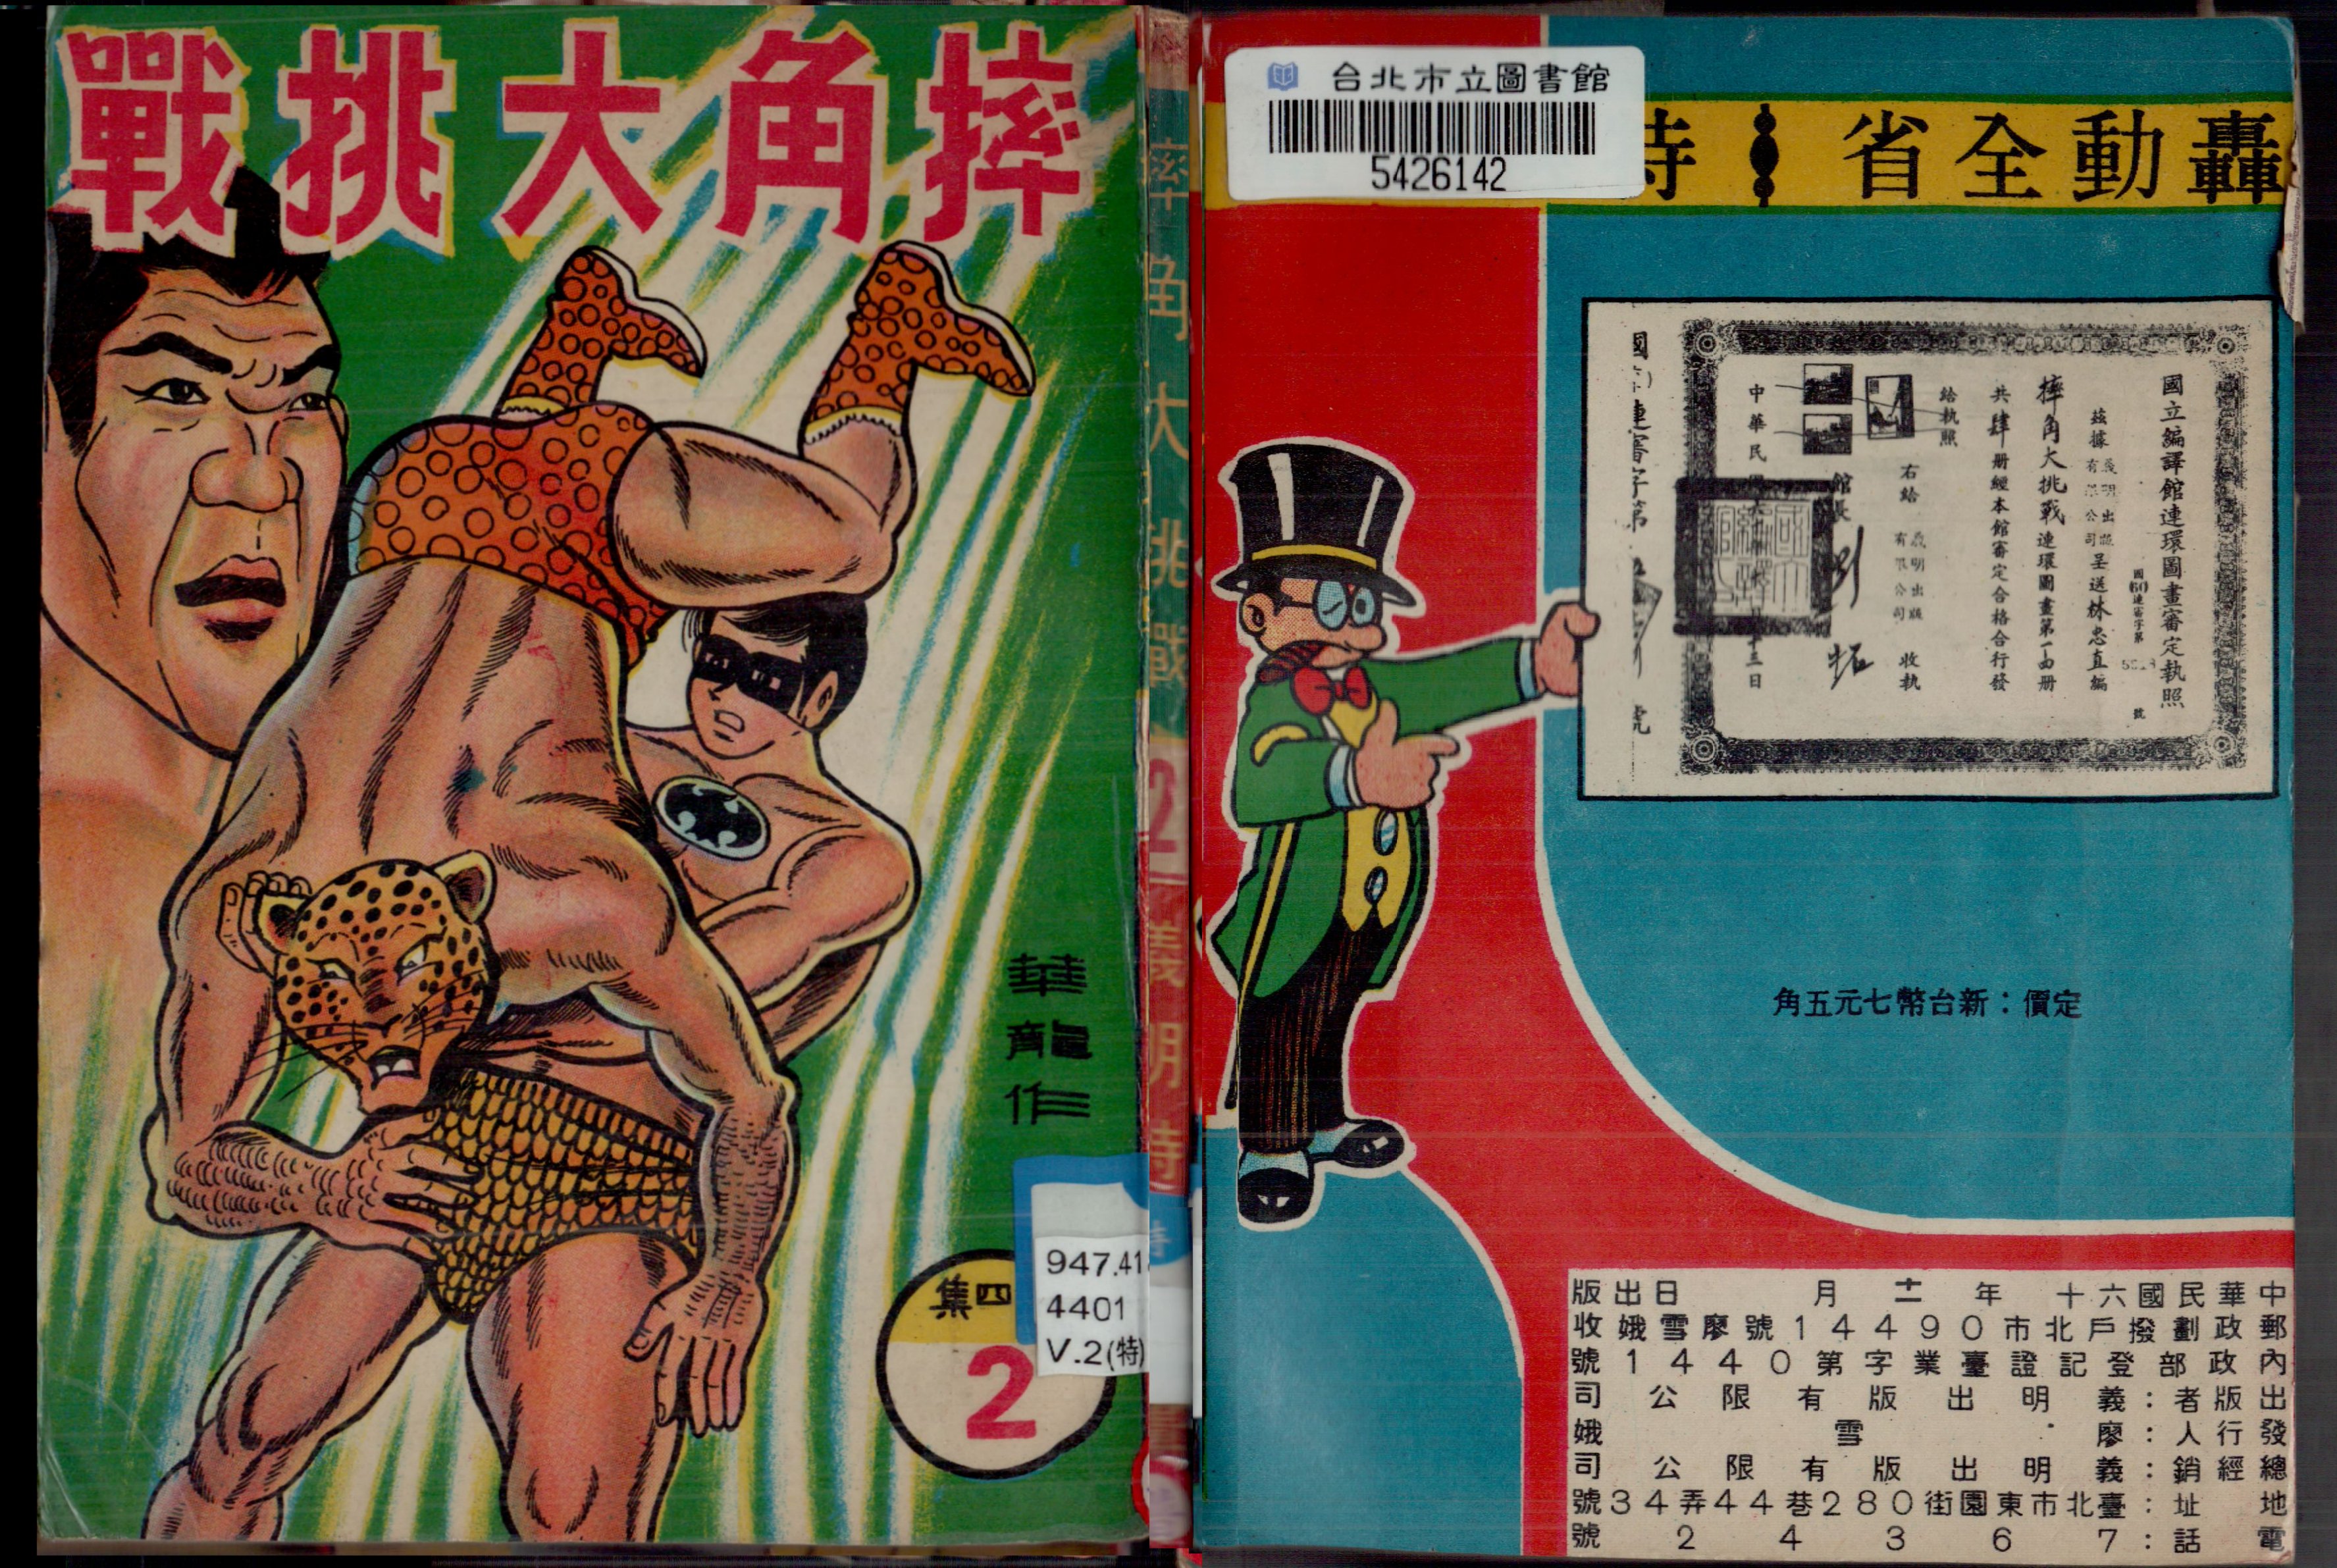 摔角大挑戰
華龍作
四集
2
947.41
4401
V.2(特)
摔角大挑戰 2 義明
台北市立圖書館
5426142
轟動全省
國立編譯館連環圖畫審定執照
茲據義明出版有限公司呈送林忠直編
摔角大挑戰連環圖畫第一四册
共肆册經本館審定合格合行發
給執照
右給 義明出版有限公司 收執
館長
定價：新台幣七元五角
中華民國六十年十二月 日出版
郵政劃撥戶北市14490號廖雪娥收
內政部登記證臺業字第1440號
出版者：義明出版有限公司
發行人：廖雪娥
總經銷：義明出版有限公司
地址：臺北市東園街280巷44弄34號
電話：24367號